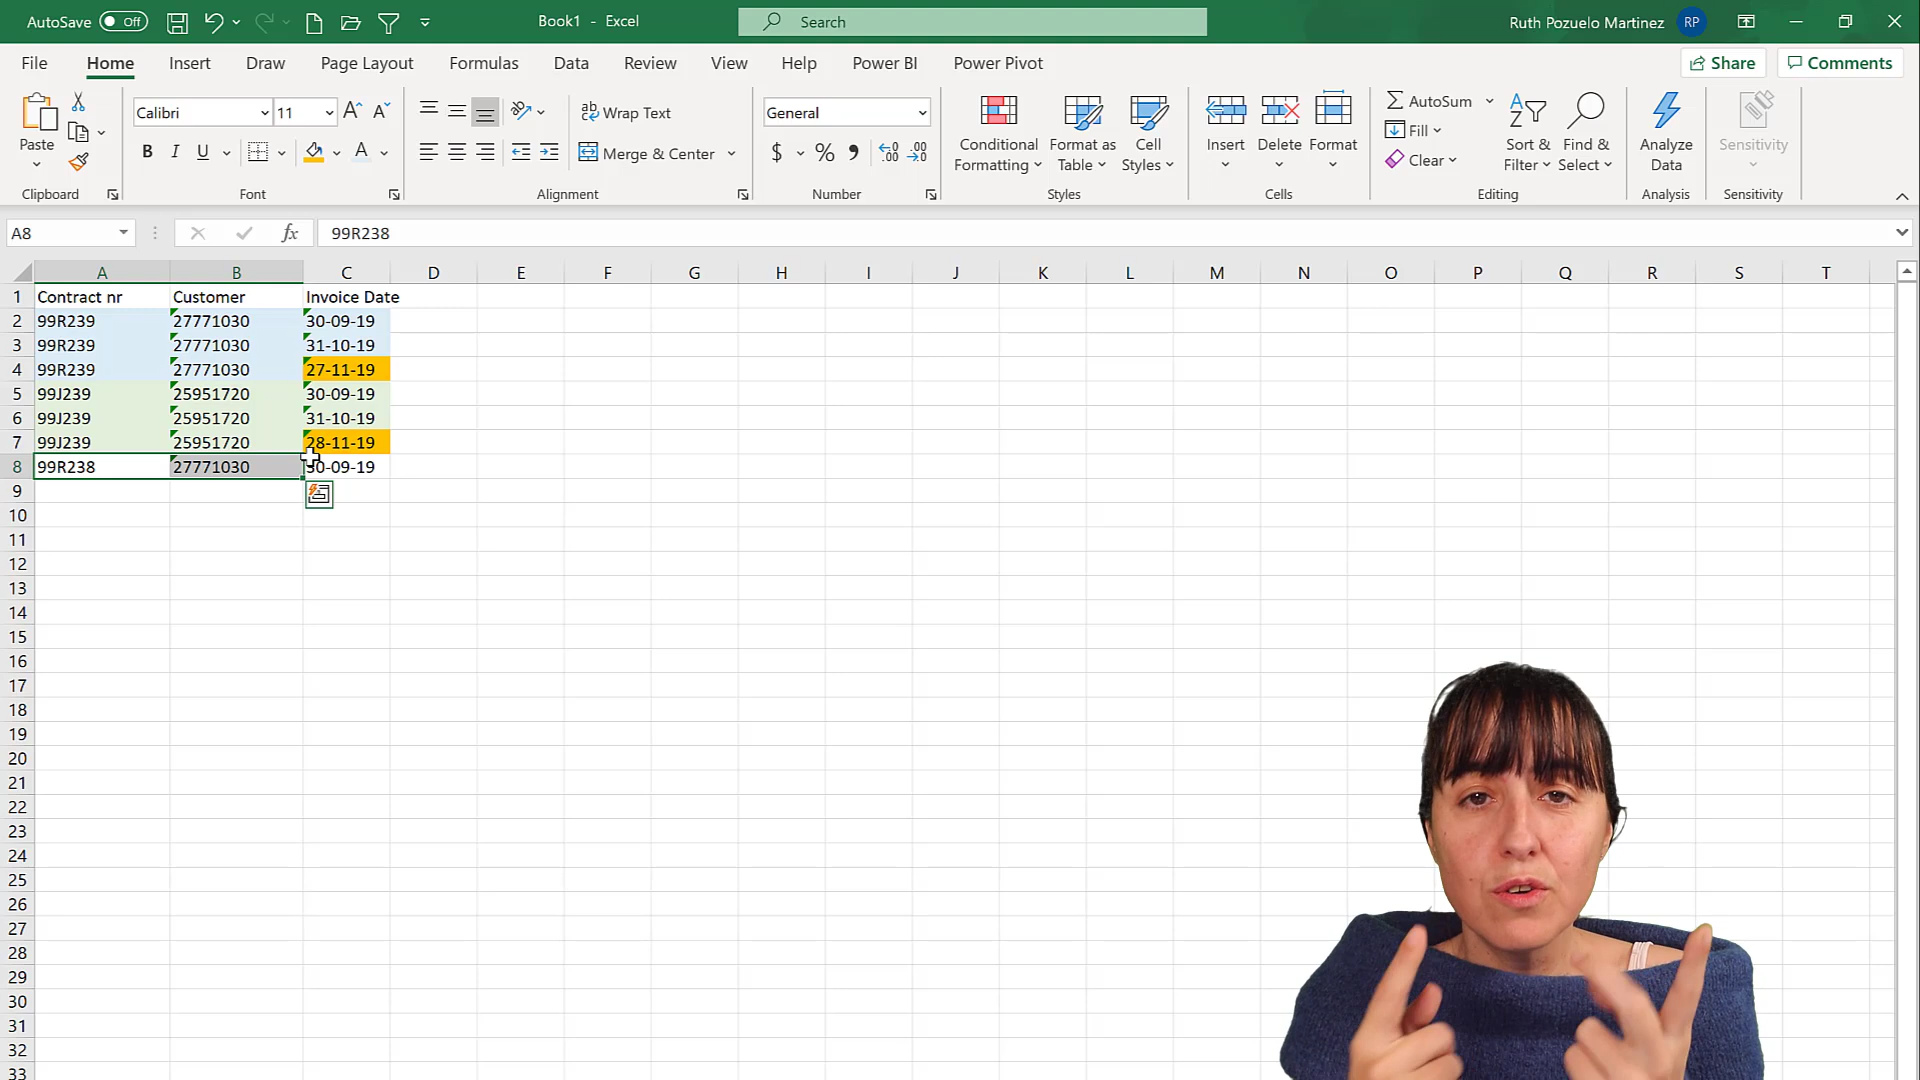 AutoSave Off Book1 - Excel Search Ruth Pozuelo Martinez RP
File Home Insert Draw Page Layout Formulas Data Review View Help Power BI Power Pivot Share Comments
Paste
Clipboard
Calibri 11
B I U A
Font
ab Wrap Text
Merge & Center
Alignment
General
$ % 9 .00
Number
Conditional Formatting
Format as Table
Cell Styles
Styles
Insert
Delete
Format
Cells
AutoSum
Fill
Clear
Sort & Filter
Find & Select
Editing
Analyze Data
Analysis
Sensitivity
Sensitivity
A8 fx 99R238
A B C D E F G H I J K L M N O P Q R S T
1 Contract nr Customer Invoice Date
2 99R239 27771030 30-09-19
3 99R239 27771030 31-10-19
4 99R239 27771030 27-11-19
5 99J239 25951720 30-09-19
6 99J239 25951720 31-10-19
7 99J239 25951720 28-11-19
8 99R238 27771030 30-09-19
9
10
11
12
13
14
15
16
17
18
19
20
21
22
23
24
25
26
27
28
29
30
31
32
33